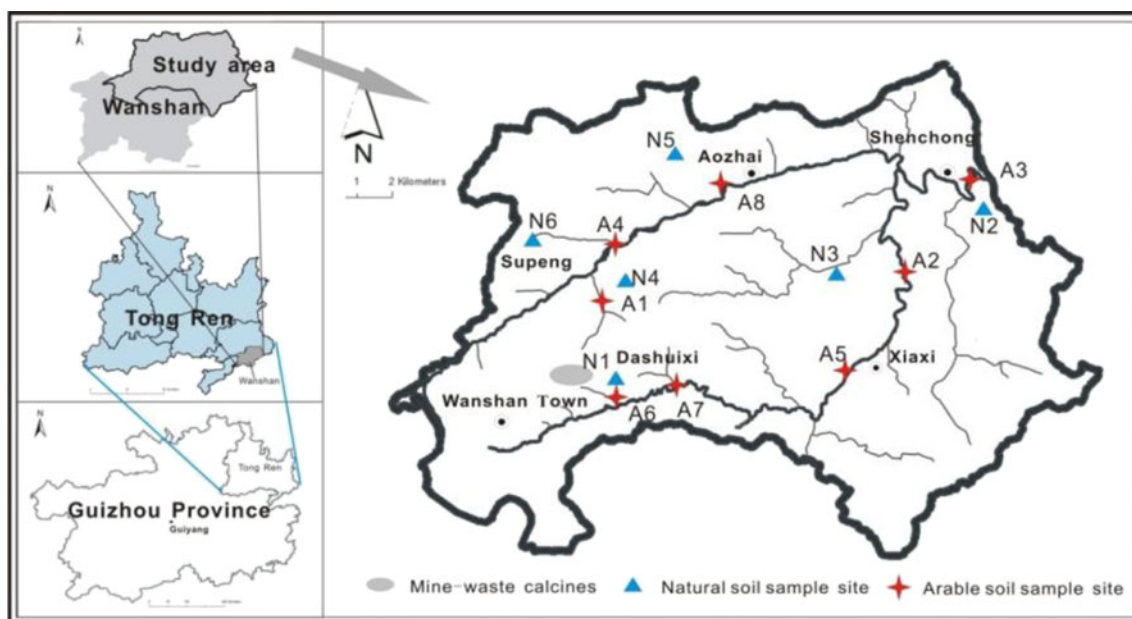 N
Study area
Wanshan
N
Tong Ren
Wanshan
N
Tong Ren
Guizhou Province
Guiyang
N
1 2 Kilometers
Shenchong
N5
Aozhai
A3
A8
N2
N6
A4
Supeng
N3
A2
N4
A1
Dashuixi
A5
N1
Xiaxi
Wanshan Town
A6
A7
Mine-waste calcines
Natural soil sample site
Arable soil sample site